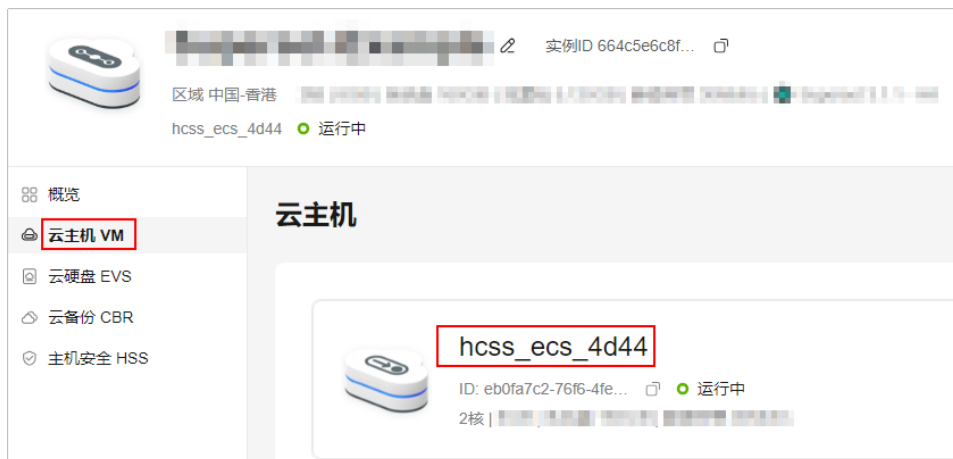 实例ID 664c5e6c8f...
区域 中国-香港
hcss_ecs_4d44 运行中
概览
云主机 VM
云硬盘 EVS
云备份 CBR
主机安全 HSS
云主机
hcss_ecs_4d44
ID: eb0fa7c2-76f6-4fe... 运行中
2核 |